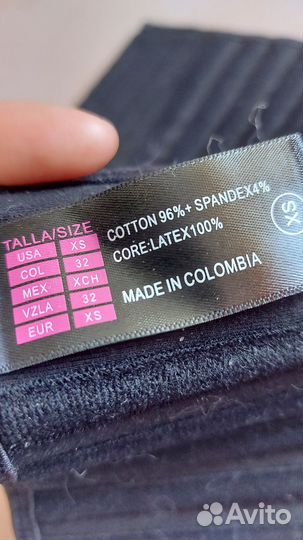 TALLA/SIZE
USA XS
COL 32
MEX XCH
VZLA 32
EUR XS
COTTON 96%+ SPANDEX4%
CORE:LATEX100%
MADE IN COLOMBIA
XS
Avito